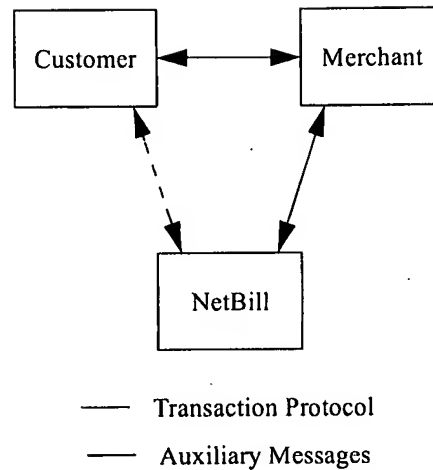 Customer
Merchant
NetBill
Transaction Protocol
Auxiliary Messages